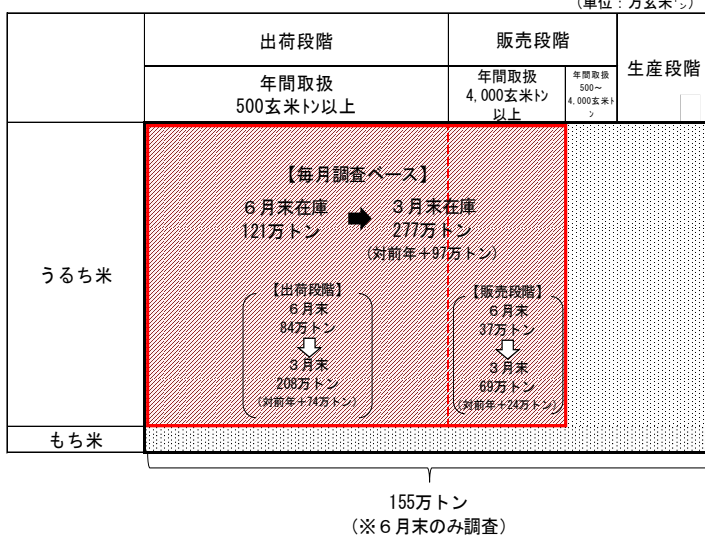 （単位：万玄米トン）
出荷段階
販売段階
生産段階
年間取扱
500玄米トン以上
年間取扱
4,000玄米トン
以上
年間取扱
500～
4,000玄米ト
ン
【毎月調査ベース】
６月末在庫
121万トン
３月末在庫
277万トン
(対前年＋97万トン)
うるち米
【出荷段階】
６月末
84万トン
３月末
208万トン
(対前年＋74万トン)
【販売段階】
６月末
37万トン
３月末
69万トン
(対前年＋24万トン)
もち米
155万トン
（※６月末のみ調査）